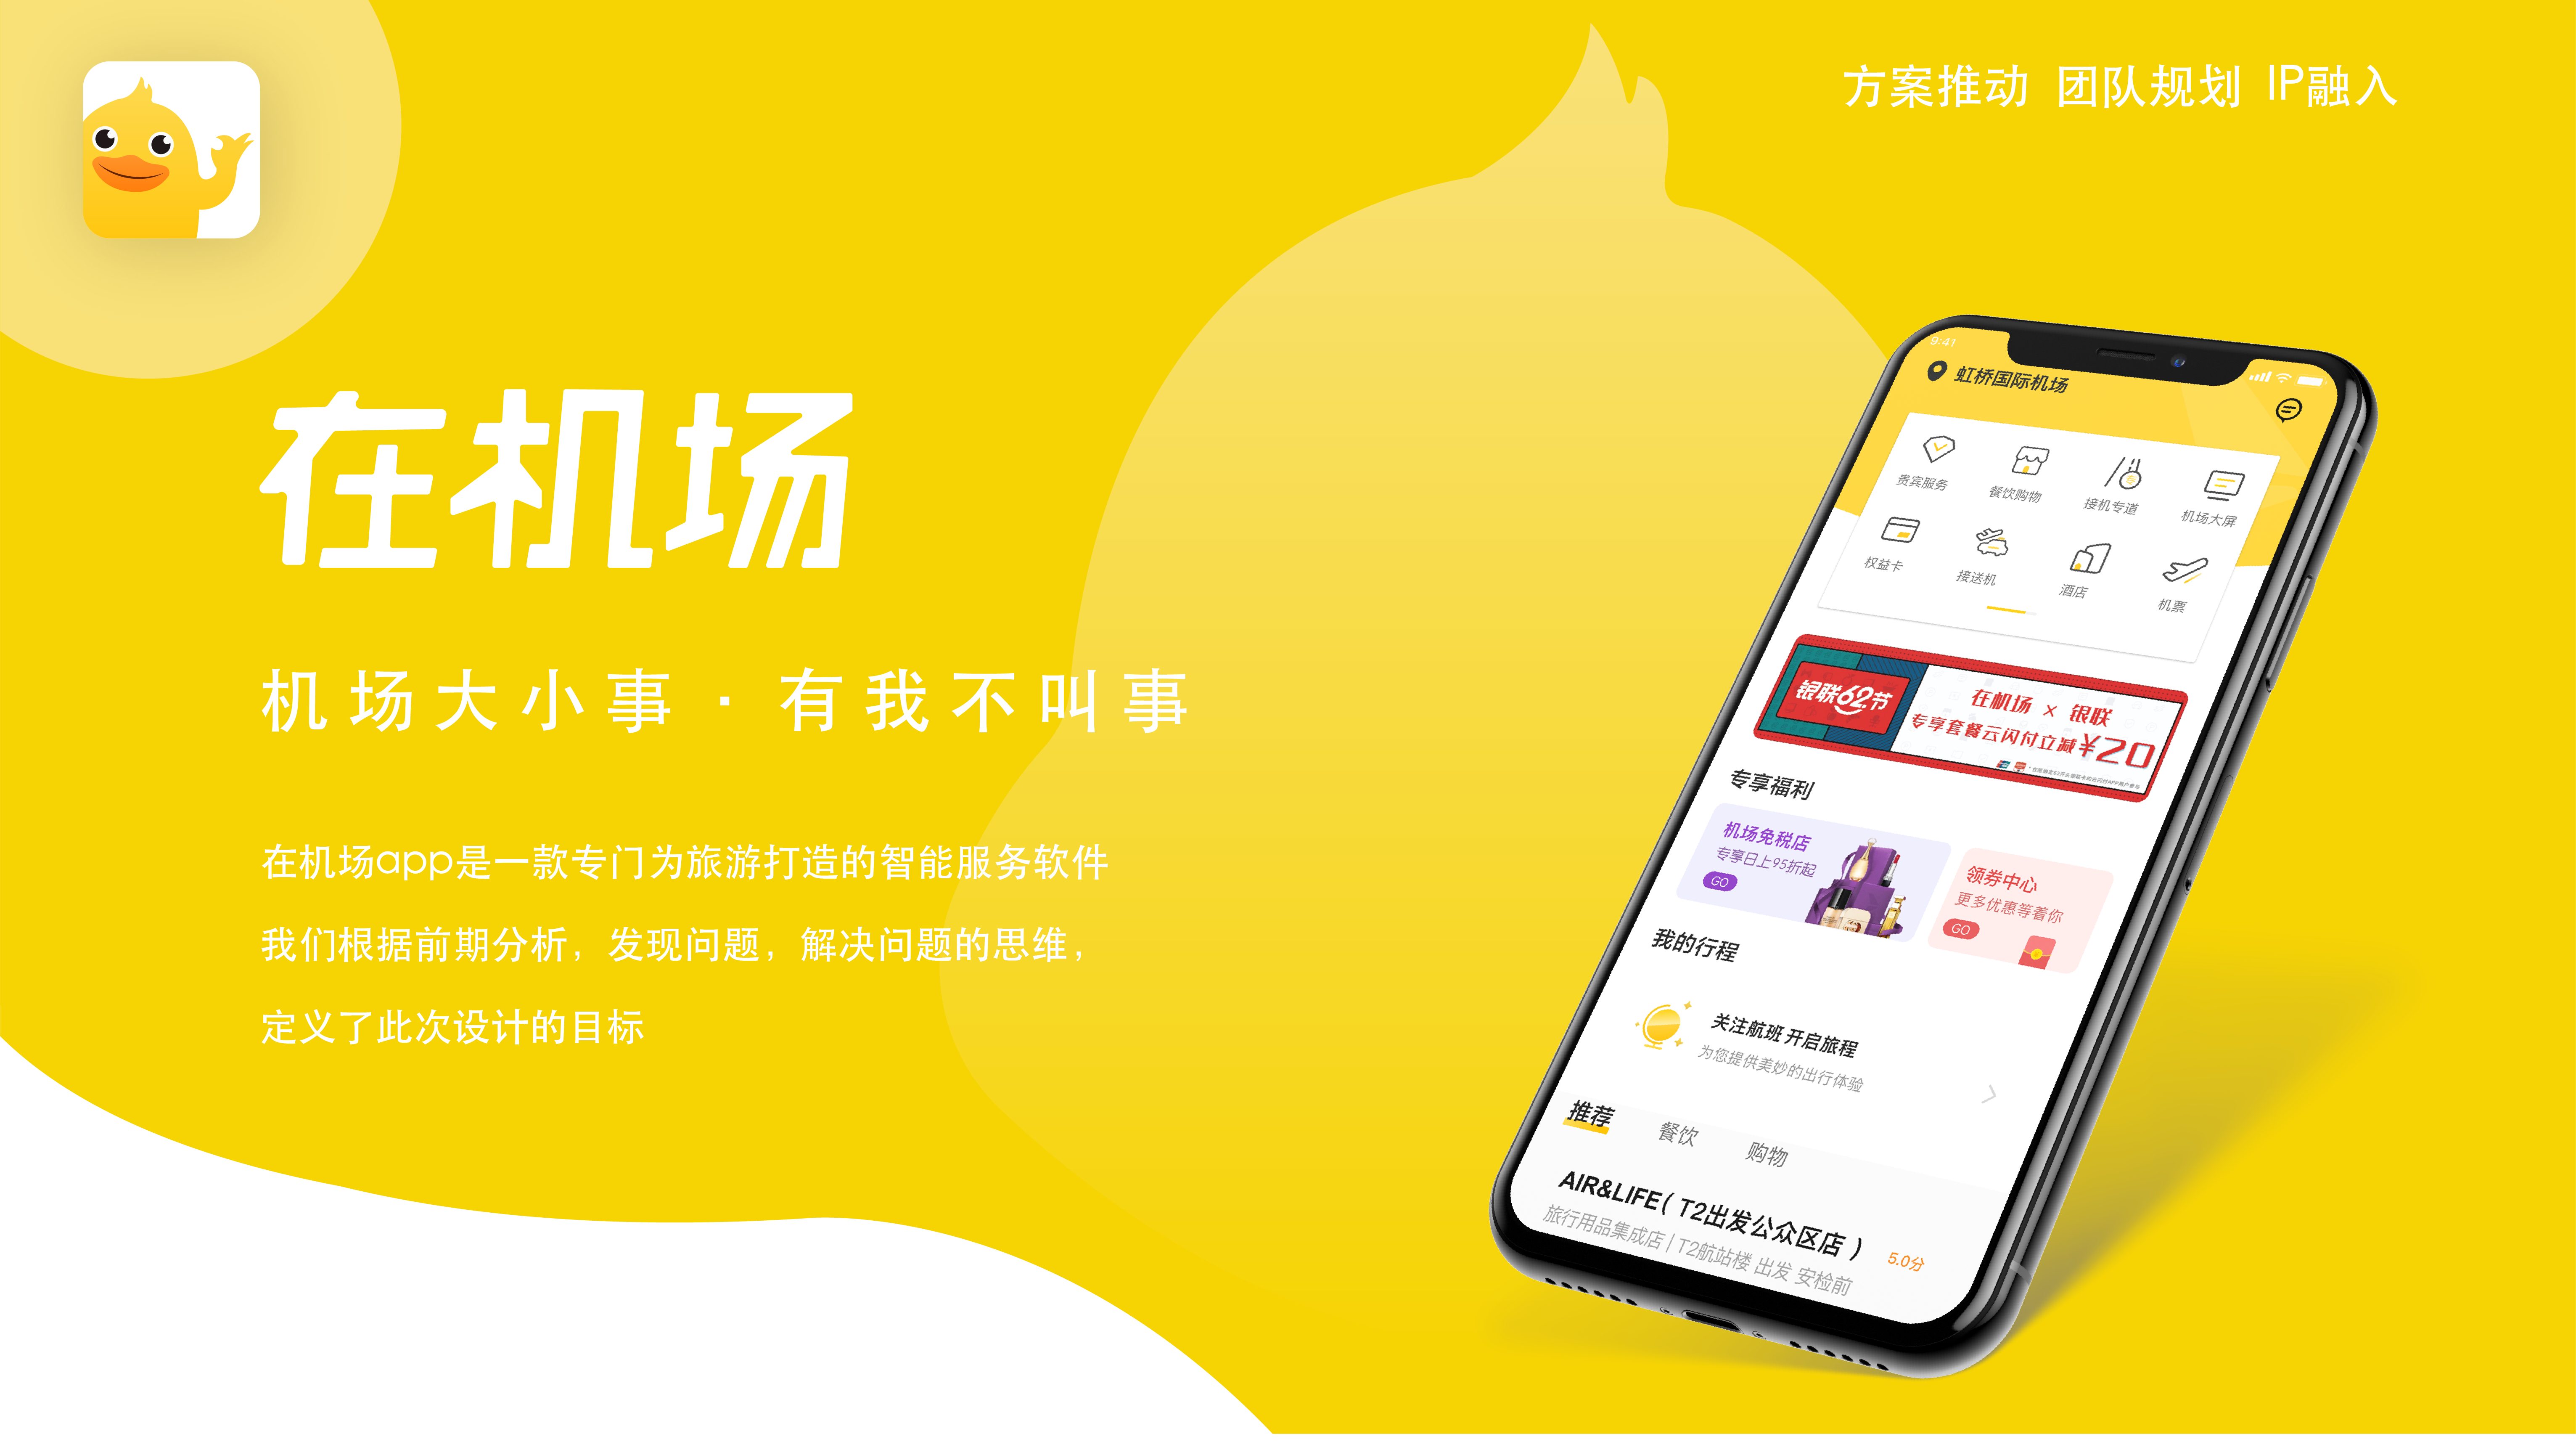 方案推动 团队规划 IP融入
在机场
机场大小事·有我不叫事
在机场app是一款专门为旅游打造的智能服务软件
我们根据前期分析，发现问题，解决问题的思维，
定义了此次设计的目标
9:41
虹桥国际机场
贵宾服务 餐饮购物 接机专道 机场大屏
权益卡 接送机 酒店 机票
银联62节
在机场 x 银联
专享套餐云闪付立减¥20
专享福利
机场免税店
专享日上95折起
GO
领券中心
更多优惠等着你
GO
我的行程
关注航班 开启旅程
为您提供美妙的出行体验
推荐 餐饮 购物
AIR&LIFE( T2出发公众区店 )
5.0分
旅行用品集成店 | T2航站楼 出发 安检前